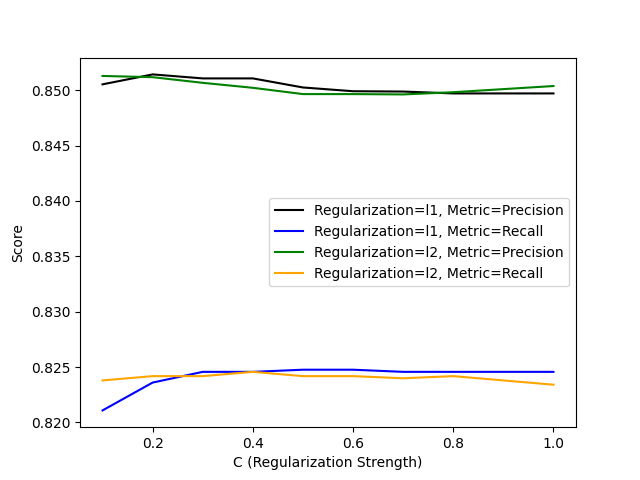 0.850
0.845
0.840
0.835
0.830
0.825
0.820
Score
Regularization=l1, Metric=Precision
Regularization=l1, Metric=Recall
Regularization=l2, Metric=Precision
Regularization=l2, Metric=Recall
0.2 0.4 0.6 0.8 1.0
C (Regularization Strength)